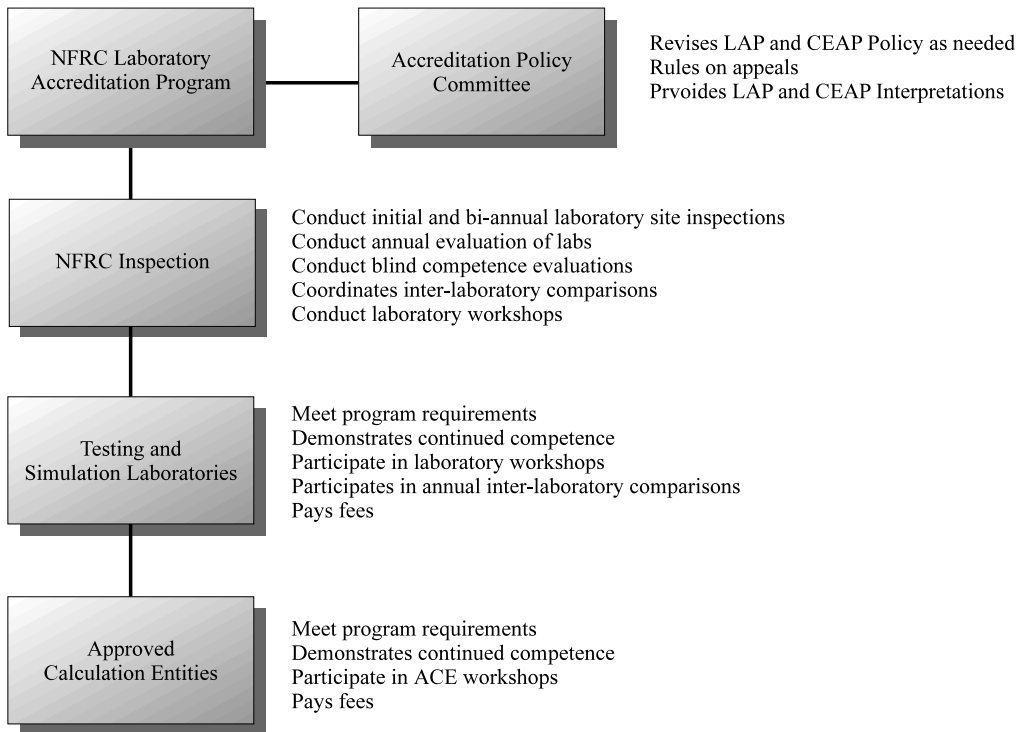 NFRC Laboratory
Accreditation Program
Accreditation Policy
Committee
Revises LAP and CEAP Policy as needed
Rules on appeals
Prvoides LAP and CEAP Interpretations
NFRC Inspection
Conduct initial and bi-annual laboratory site inspections
Conduct annual evaluation of labs
Conduct blind competence evaluations
Coordinates inter-laboratory comparisons
Conduct laboratory workshops
Testing and
Simulation Laboratories
Meet program requirements
Demonstrates continued competence
Participate in laboratory workshops
Participates in annual inter-laboratory comparisons
Pays fees
Approved
Calculation Entities
Meet program requirements
Demonstrates continued competence
Participate in ACE workshops
Pays fees